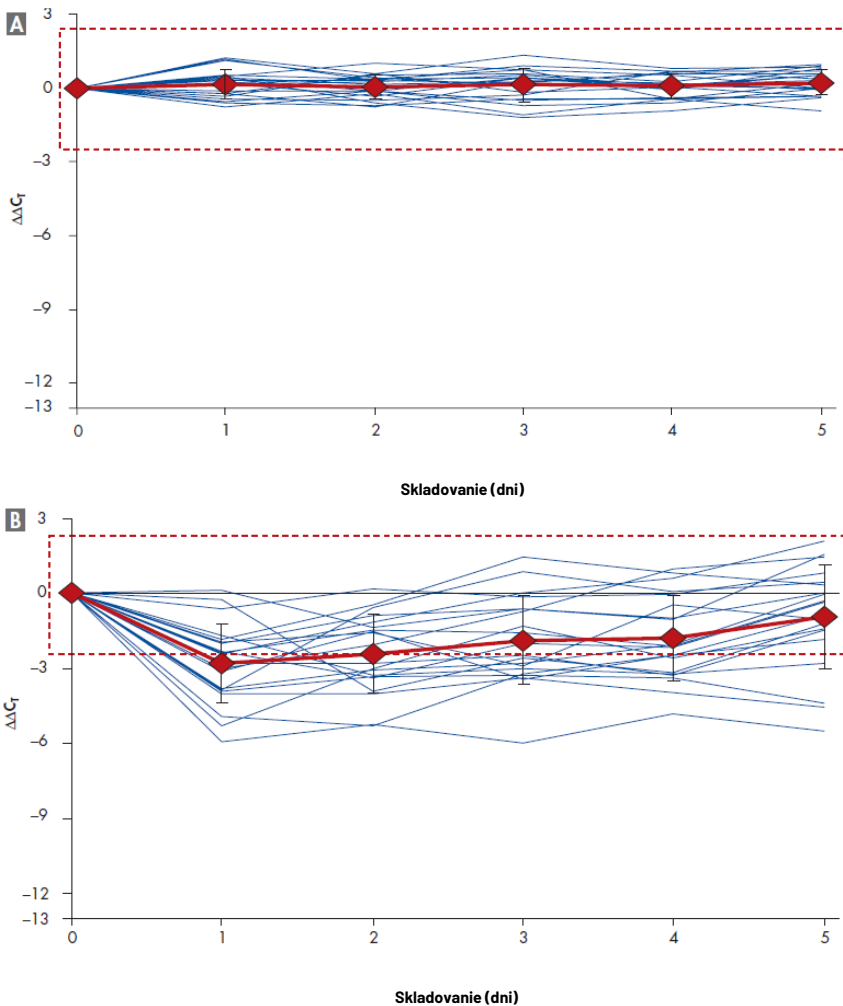 A
3
0
–3
–6
–9
–12
–13
ΔΔCT
0 1 2 3 4 5
Skladovanie (dni)
B
3
0
–3
–6
–9
–12
–13
ΔΔCT
0 1 2 3 4 5
Skladovanie (dni)